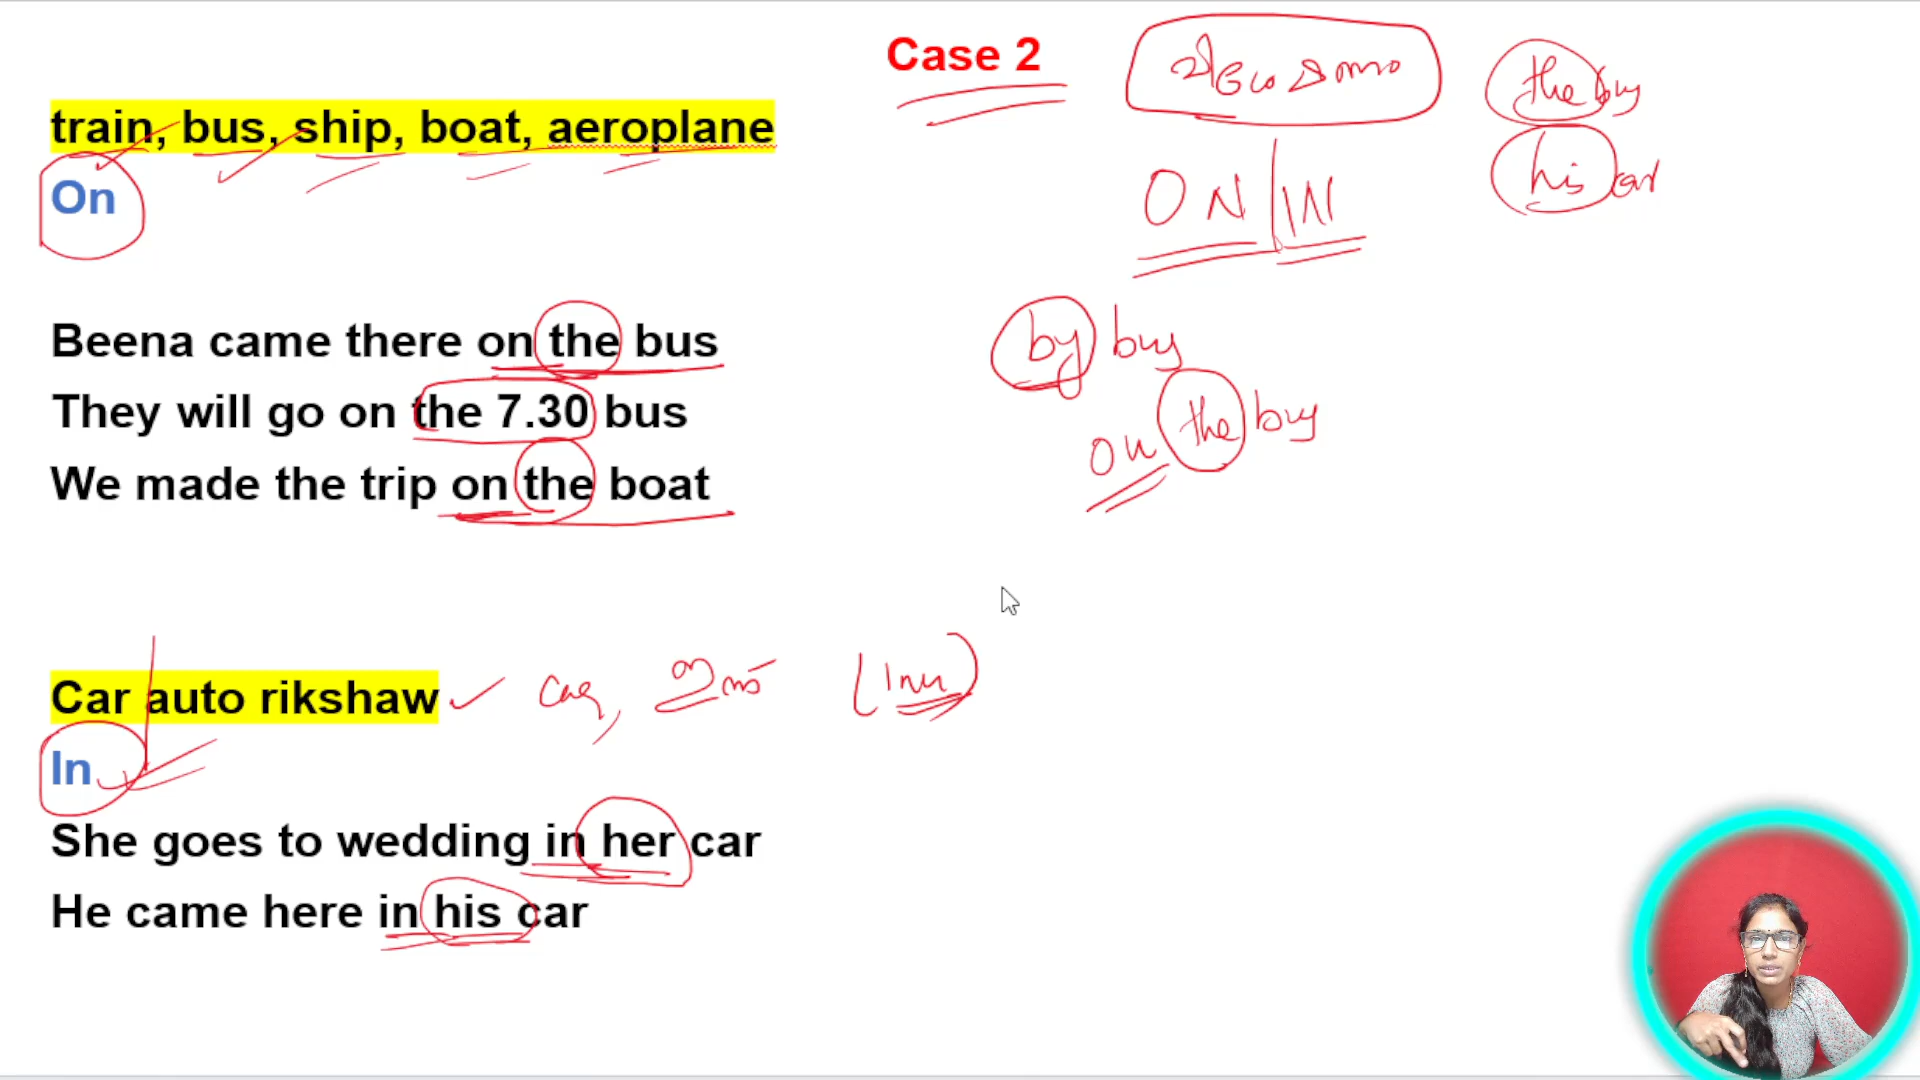 Case 2
the bus
his car
train, bus, ship, boat, aeroplane
On
ON | IN
Beena came there on the bus
They will go on the 7.30 bus
We made the trip on the boat
by bus
on the bus
Car auto rikshaw
car,
In
She goes to wedding in her car
He came here in his car